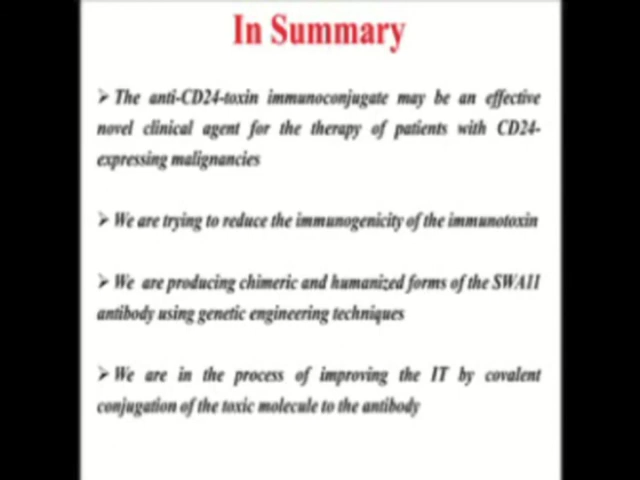 In Summary
➢ The anti-CD24-toxin immunoconjugate may be an effective
novel clinical agent for the therapy of patients with CD24-
expressing malignancies
➢ We are trying to reduce the immunogenicity of the immunotoxin
➢ We are producing chimeric and humanized forms of the SWA11
antibody using genetic engineering techniques
➢ We are in the process of improving the IT by covalent
conjugation of the toxic molecule to the antibody